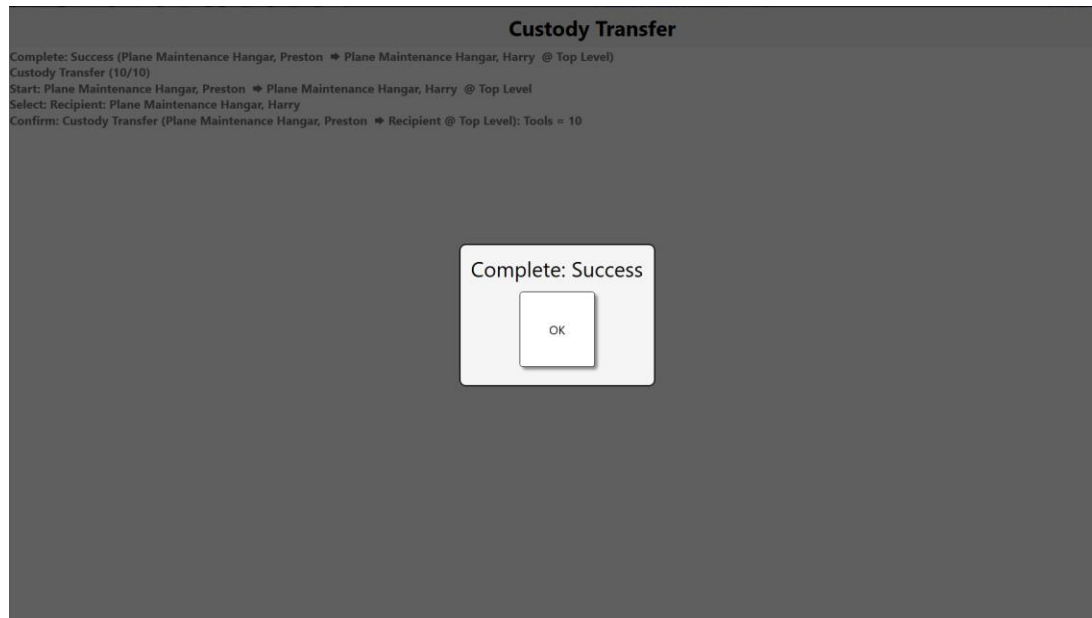 Custody Transfer
Complete: Success (Plane Maintenance Hangar, Preston ➡ Plane Maintenance Hangar, Harry @ Top Level)
Custody Transfer (10/10)
Start: Plane Maintenance Hangar, Preston ➡ Plane Maintenance Hangar, Harry @ Top Level
Select: Recipient: Plane Maintenance Hangar, Harry
Confirm: Custody Transfer (Plane Maintenance Hangar, Preston ➡ Recipient @ Top Level): Tools = 10
Complete: Success
OK